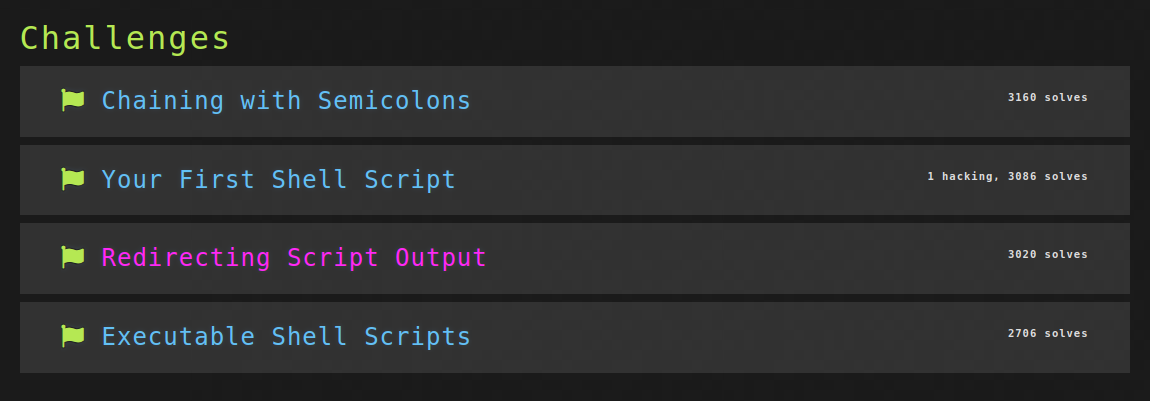 Challenges
Chaining with Semicolons 3160 solves
Your First Shell Script 1 hacking, 3086 solves
Redirecting Script Output 3020 solves
Executable Shell Scripts 2706 solves